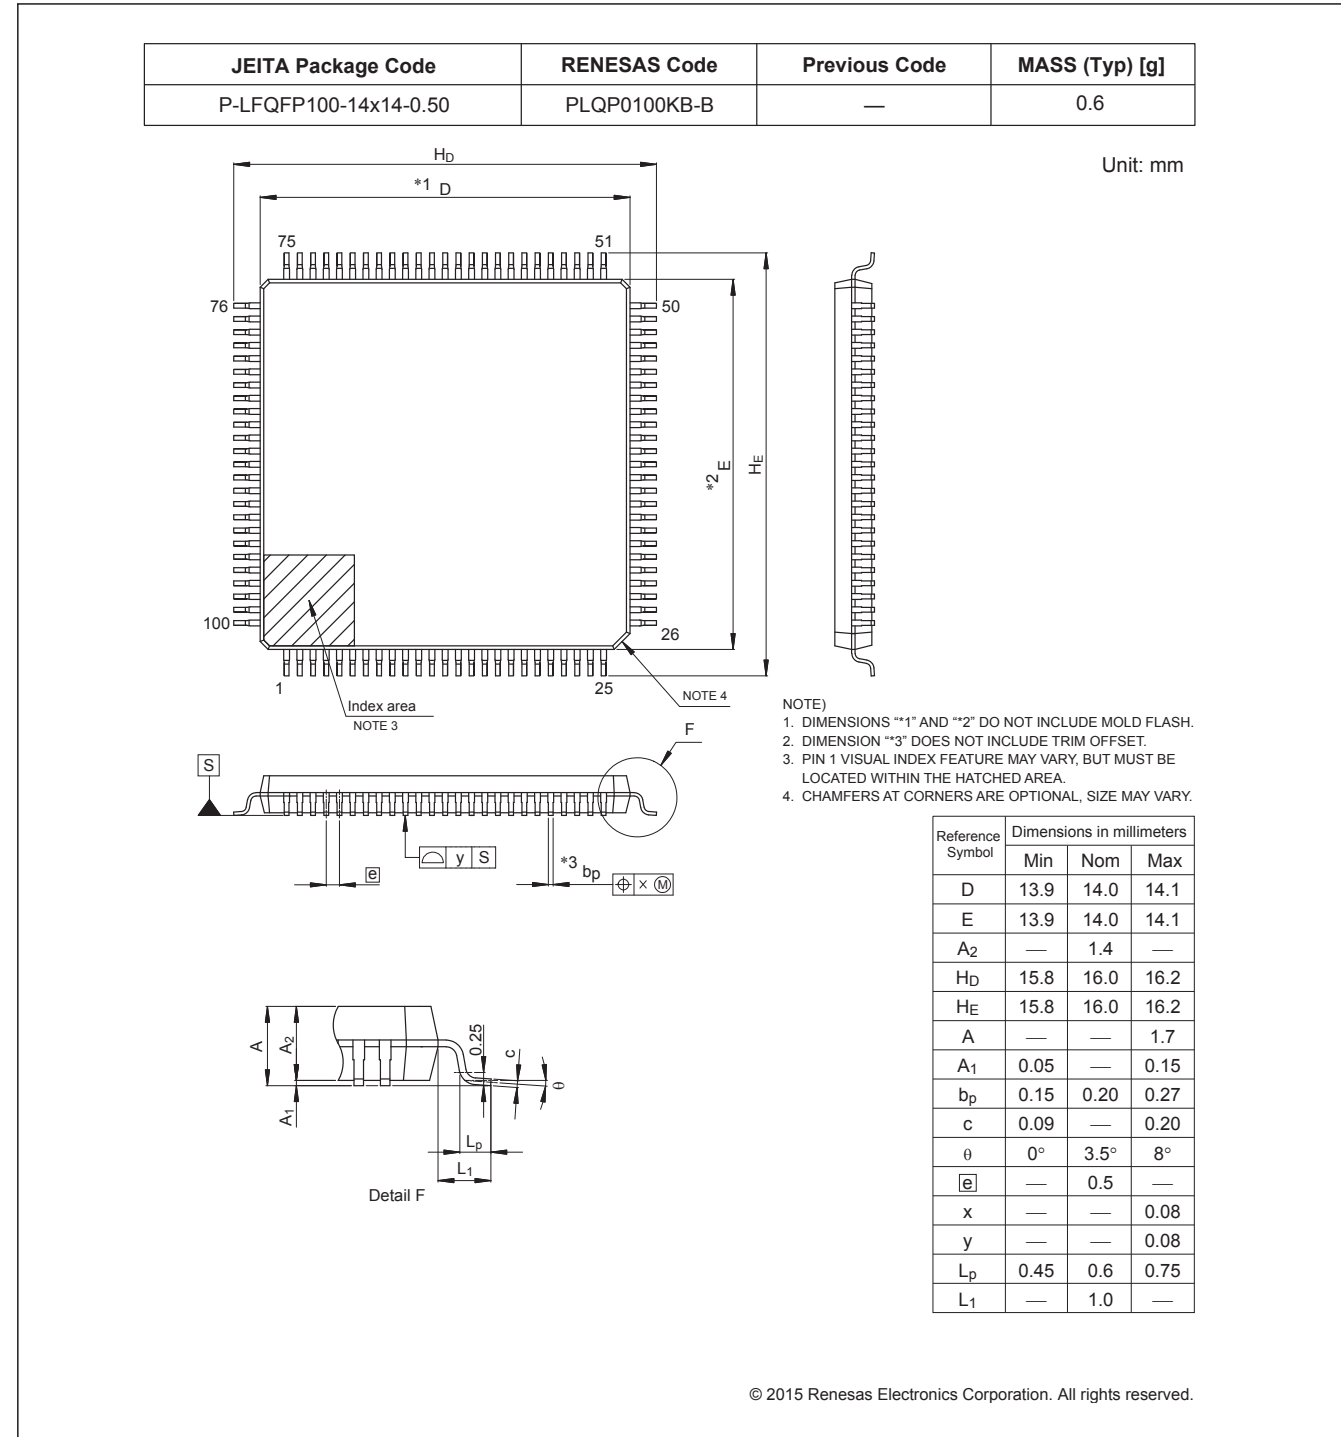 JEITA Package Code RENESAS Code Previous Code MASS (Typ) [g]
P-LFQFP100-14x14-0.50 PLQP0100KB-B — 0.6
Unit: mm
HD
*1 D
75 51
76 50
*2 E
HE
100 26
1 25
Index area
NOTE 3
NOTE 4
NOTE)
1. DIMENSIONS “*1” AND “*2” DO NOT INCLUDE MOLD FLASH.
2. DIMENSION “*3” DOES NOT INCLUDE TRIM OFFSET.
3. PIN 1 VISUAL INDEX FEATURE MAY VARY, BUT MUST BE
LOCATED WITHIN THE HATCHED AREA.
4. CHAMFERS AT CORNERS ARE OPTIONAL, SIZE MAY VARY.
F
S
y S
e
*3 bp
× Ⓜ
Reference Symbol Dimensions in millimeters
Min Nom Max
D 13.9 14.0 14.1
E 13.9 14.0 14.1
A2 — 1.4 —
HD 15.8 16.0 16.2
HE 15.8 16.0 16.2
A — — 1.7
A1 0.05 — 0.15
bp 0.15 0.20 0.27
c 0.09 — 0.20
θ 0° 3.5° 8°
e — 0.5 —
x — — 0.08
y — — 0.08
Lp 0.45 0.6 0.75
L1 — 1.0 —
A
A2
A1
0.25
c
θ
Lp
L1
Detail F
© 2015 Renesas Electronics Corporation. All rights reserved.